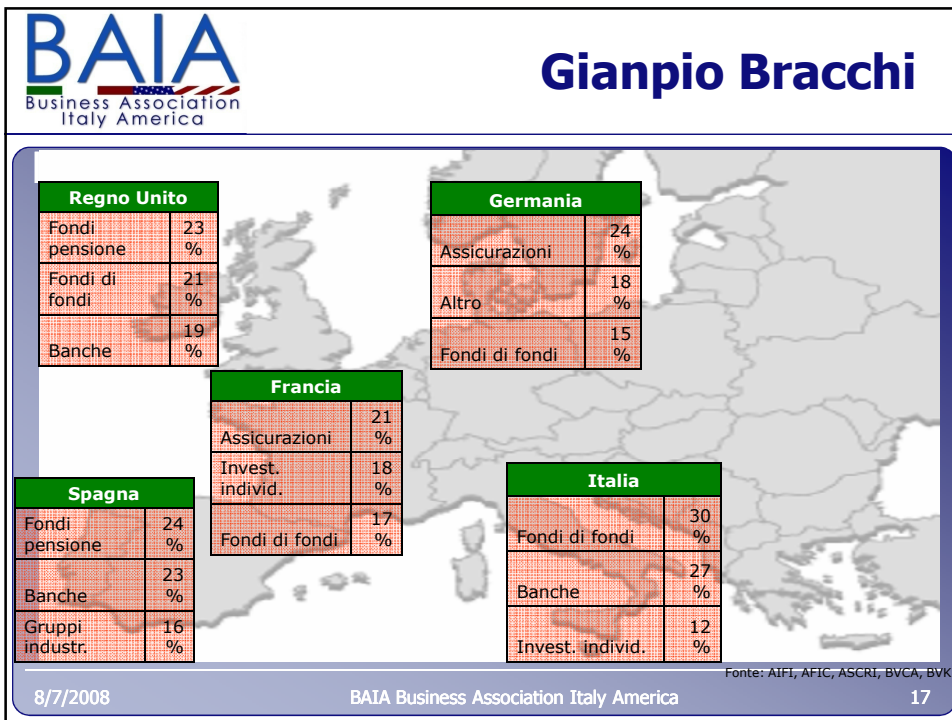 BAIA
Business Association
Italy America
Gianpio Bracchi
Regno Unito
Fondi pensione 23 %
Fondi di fondi 21 %
Banche 19 %
Germania
Assicurazioni 24 %
Altro 18 %
Fondi di fondi 15 %
Francia
Assicurazioni 21 %
Invest. individ. 18 %
Fondi di fondi 17 %
Spagna
Fondi pensione 24 %
Banche 23 %
Gruppi industr. 16 %
Italia
Fondi di fondi 30 %
Banche 27 %
Invest. individ. 12 %
Fonte: AIFI, AFIC, ASCRI, BVCA, BVK
8/7/2008 BAIA Business Association Italy America 17